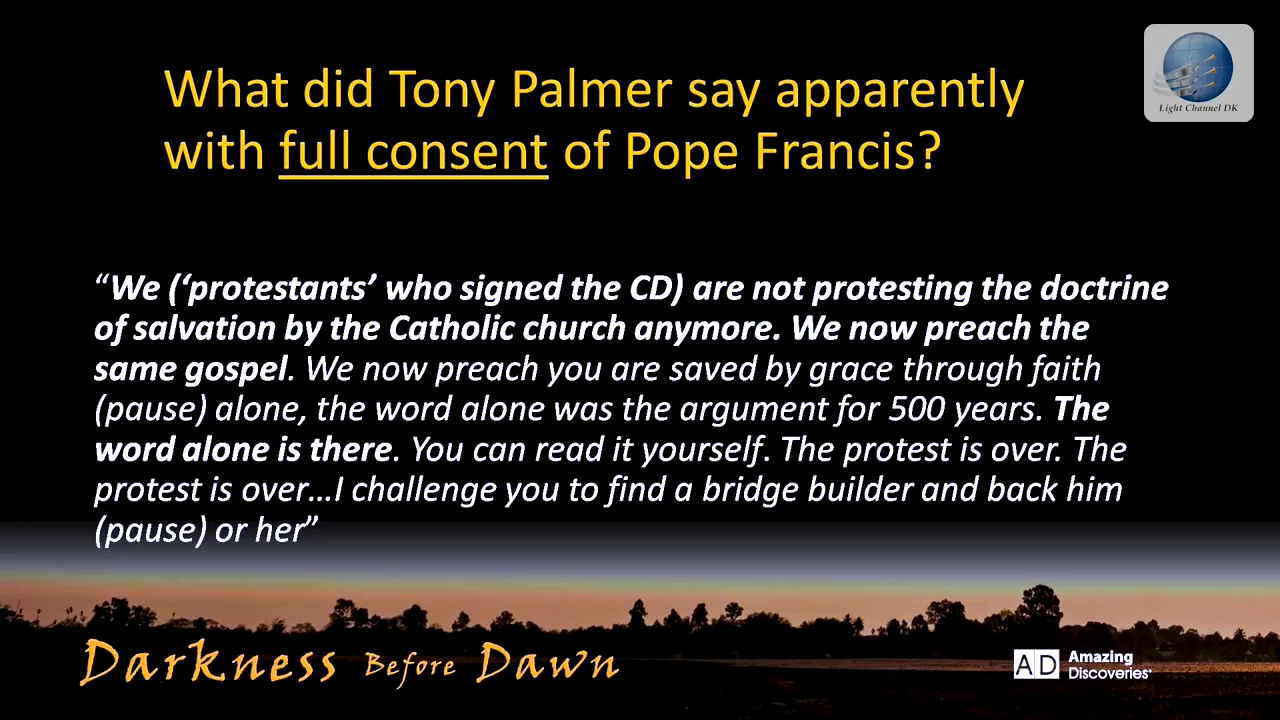 Light Channel DK
What did Tony Palmer say apparently
with full consent of Pope Francis?
“We (‘protestants’ who signed the CD) are not protesting the doctrine
of salvation by the Catholic church anymore. We now preach the
same gospel. We now preach you are saved by grace through faith
(pause) alone, the word alone was the argument for 500 years. The
word alone is there. You can read it yourself. The protest is over. The
protest is over…I challenge you to find a bridge builder and back him
(pause) or her”
Darkness Before Dawn
AD Amazing
Discoveries